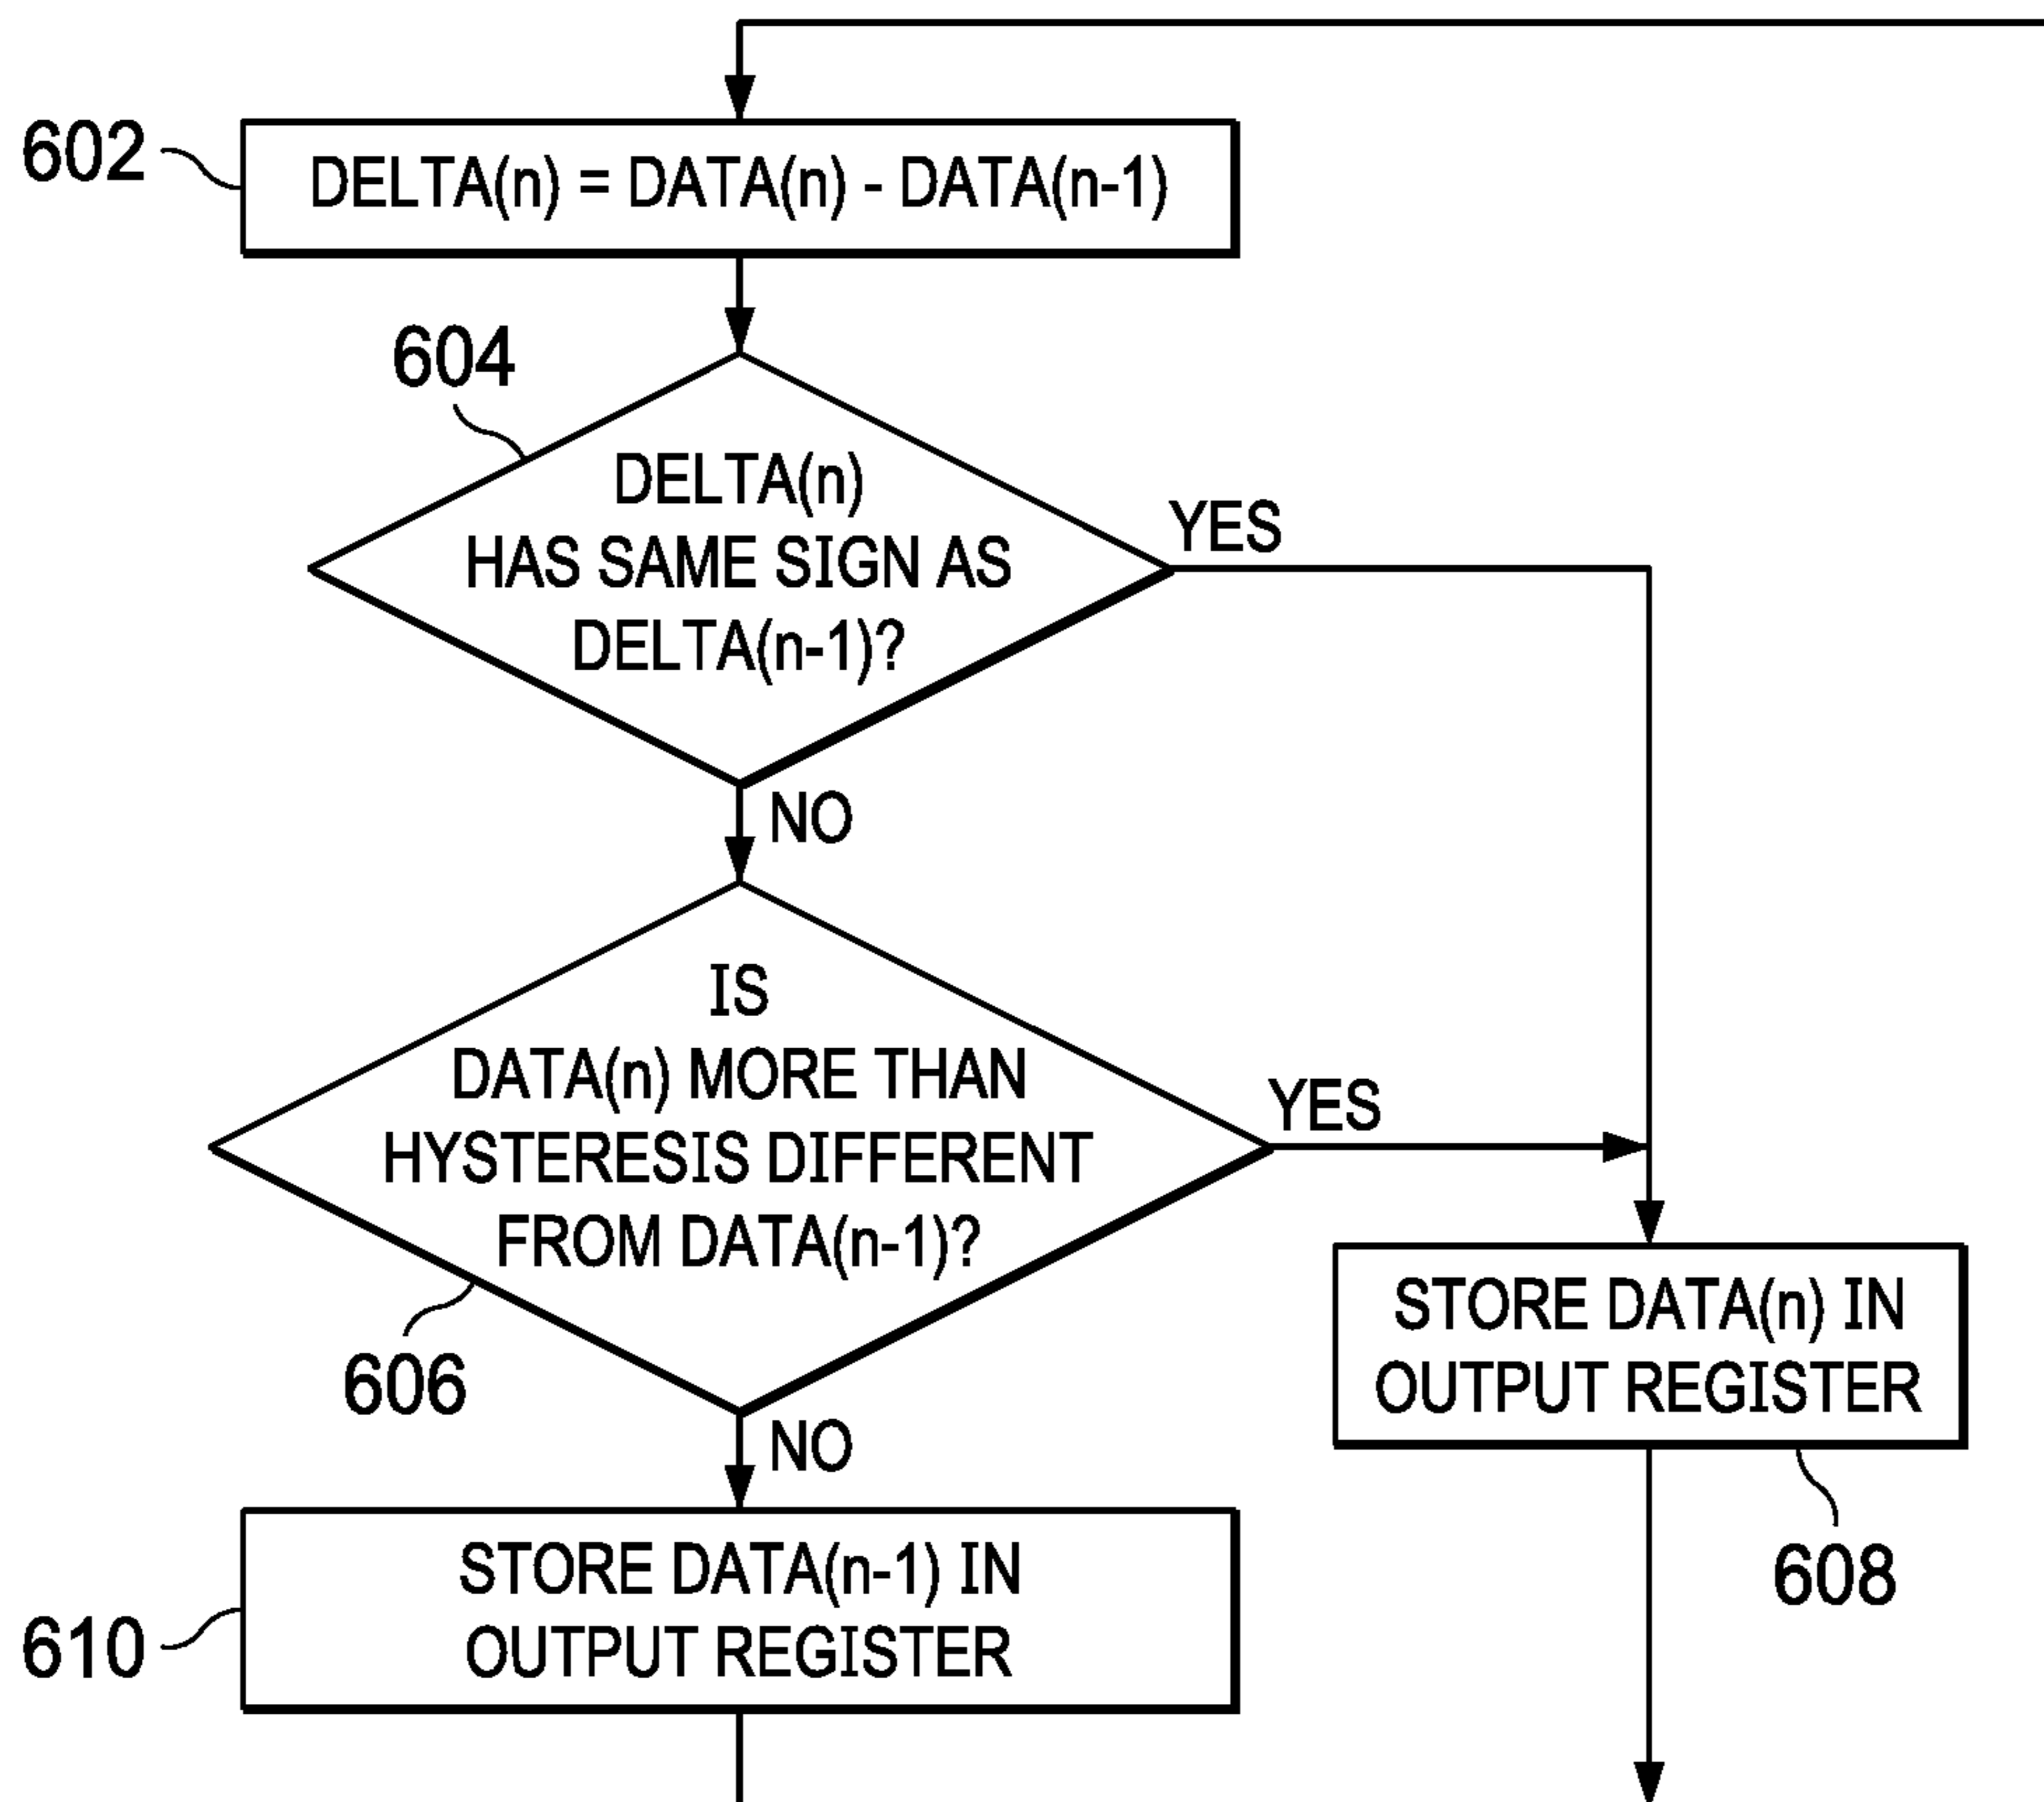 602
DELTA(n) = DATA(n) - DATA(n-1)
604
DELTA(n)
HAS SAME SIGN AS
DELTA(n-1)?
YES
NO
IS
DATA(n) MORE THAN
HYSTERESIS DIFFERENT
FROM DATA(n-1)?
YES
606
NO
STORE DATA(n) IN
OUTPUT REGISTER
608
STORE DATA(n-1) IN
OUTPUT REGISTER
610